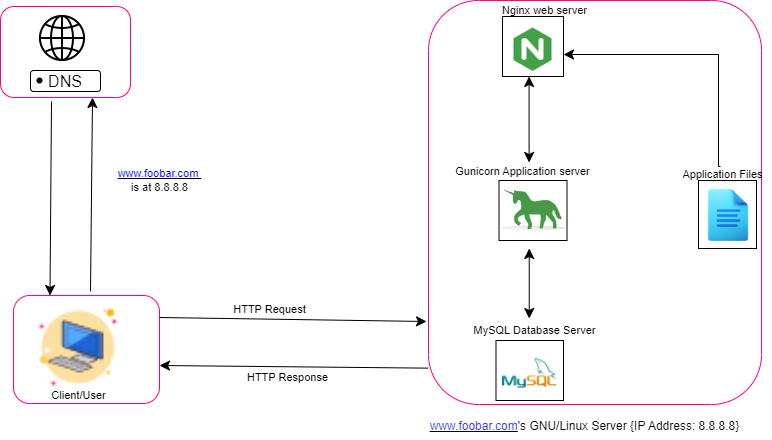 Nginx web server
DNS
N
www.foobar.com
is at 8.8.8.8
Gunicorn Application server
Application Files
HTTP Request
MySQL Database Server
HTTP Response
MySQL
Client/User
www.foobar.com's GNU/Linux Server {IP Address: 8.8.8.8}